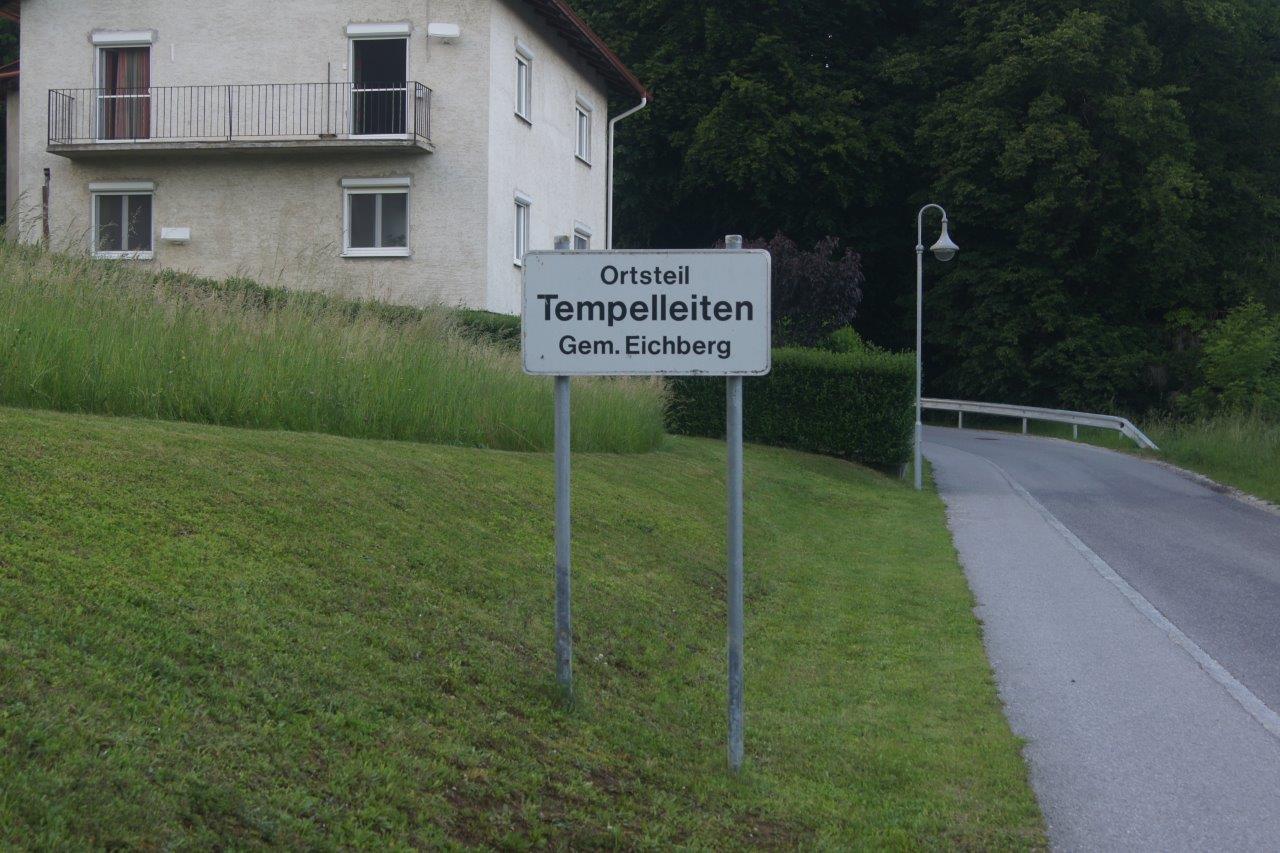 Ortsteil
Tempelleiten
Gem. Eichberg